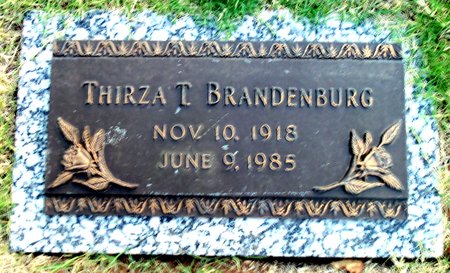 THIRZA T. BRANDENBURG
NOV. 10, 1918
JUNE 9, 1985